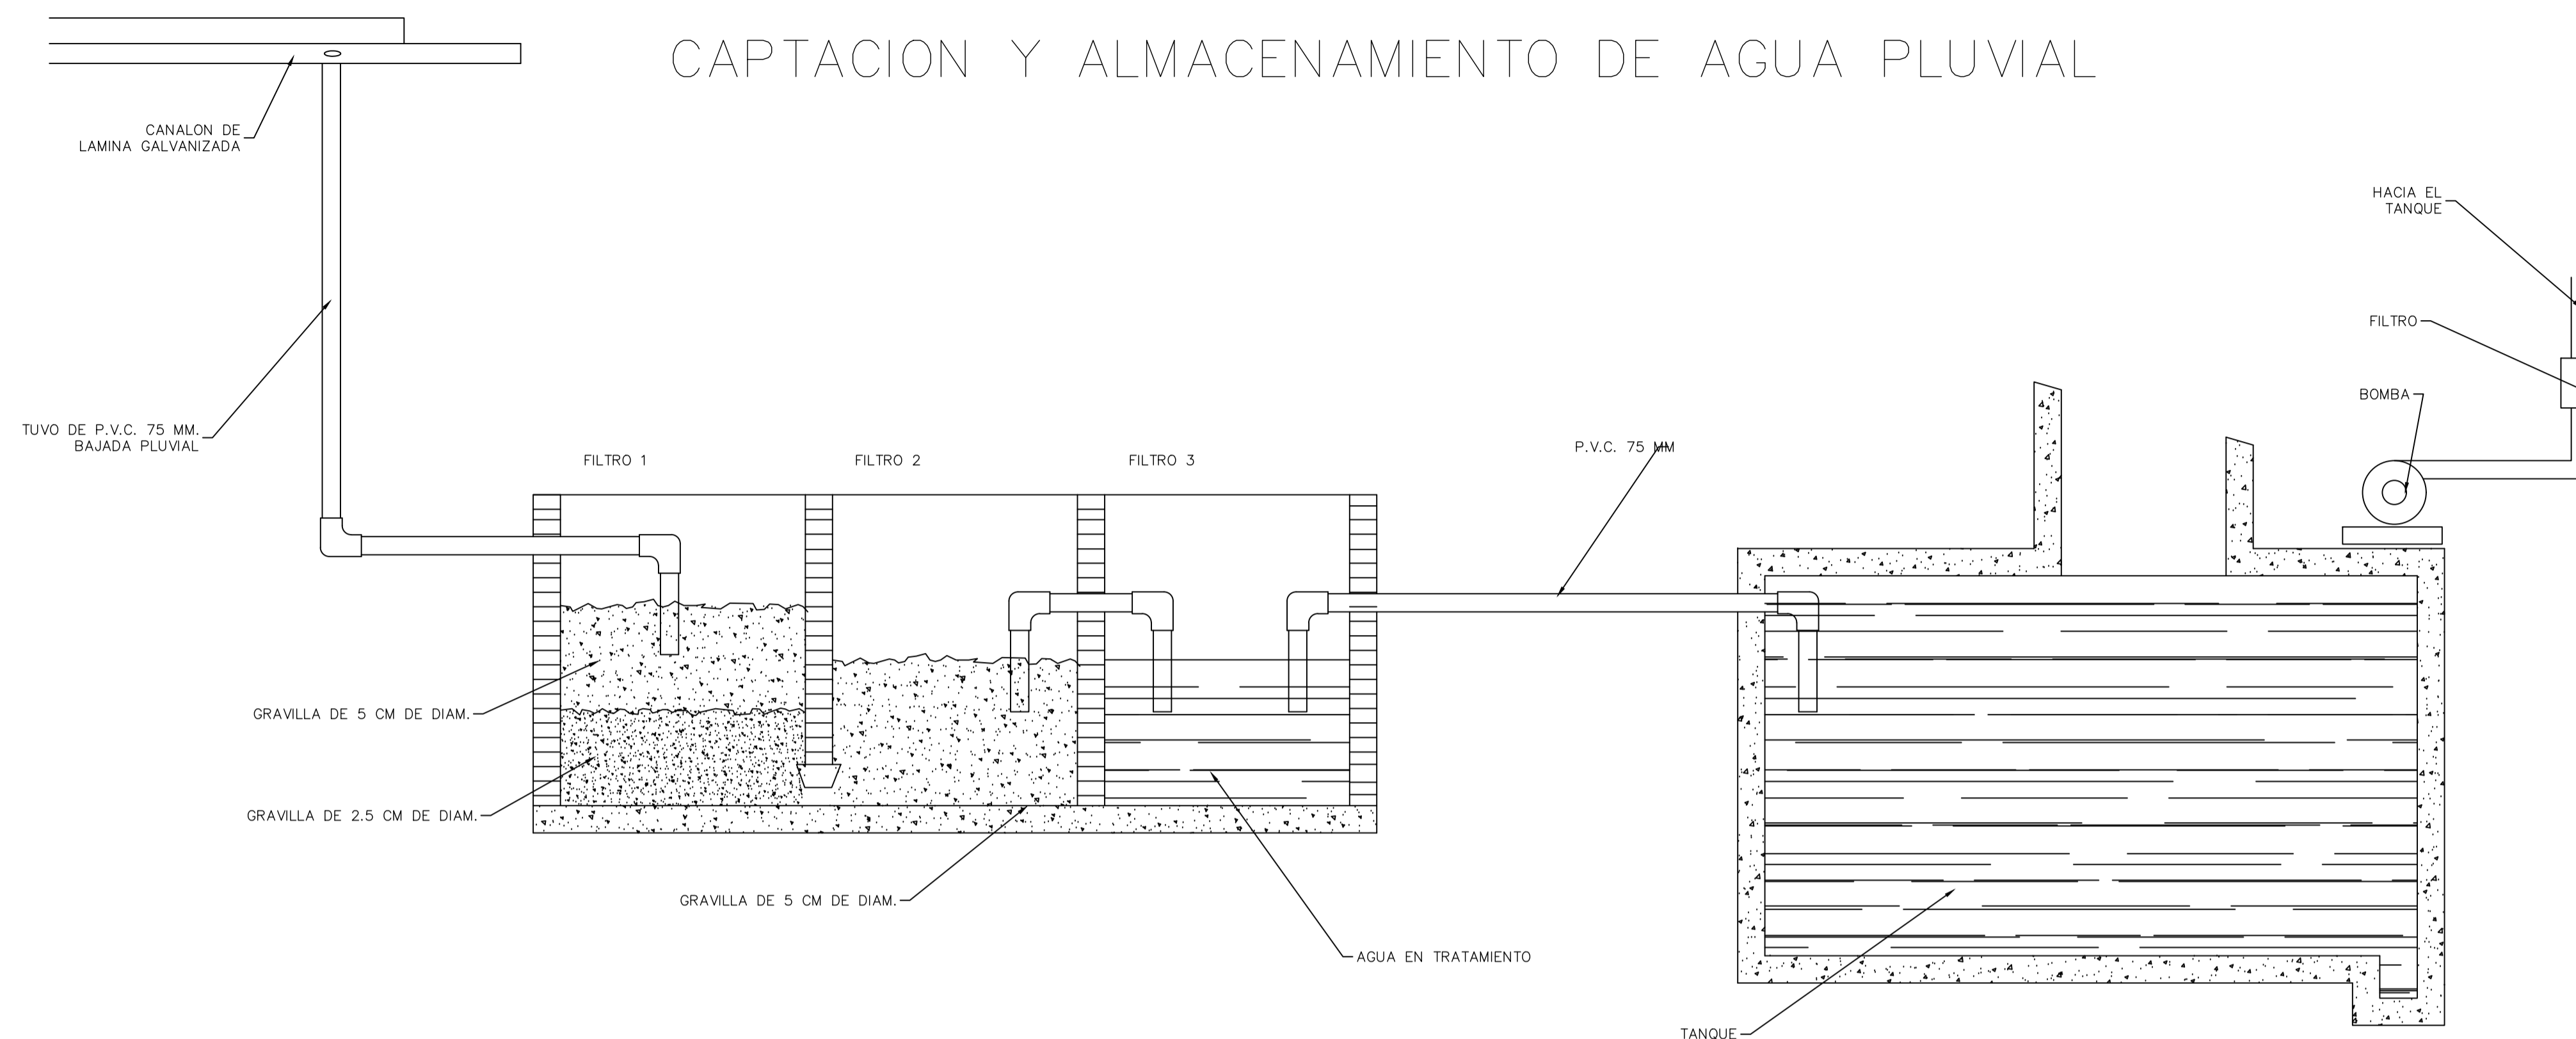 CAPTACION Y ALMACENAMIENTO DE AGUA PLUVIAL
CANALON DE
LAMINA GALVANIZADA
HACIA EL
TANQUE
FILTRO
BOMBA
TUVO DE P.V.C. 75 MM.
BAJADA PLUVIAL
FILTRO 1
FILTRO 2
FILTRO 3
P.V.C. 75 MM
GRAVILLA DE 5 CM DE DIAM.
GRAVILLA DE 2.5 CM DE DIAM.
GRAVILLA DE 5 CM DE DIAM.
AGUA EN TRATAMIENTO
TANQUE